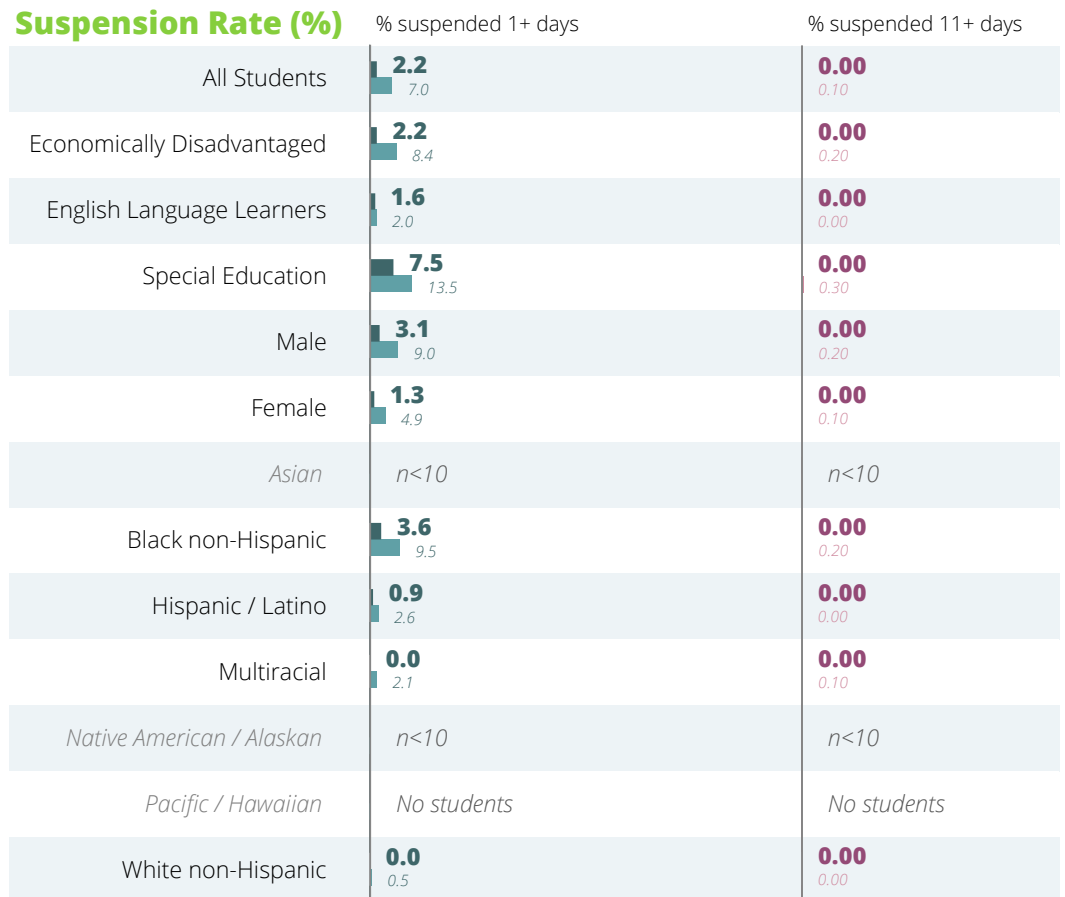 Suspension Rate (%) % suspended 1+ days % suspended 11+ days
All Students 2.2 0.00
7.0 0.10
Economically Disadvantaged 2.2 0.00
8.4 0.20
English Language Learners 1.6 0.00
2.0 0.00
Special Education 7.5 0.00
13.5 0.30
Male 3.1 0.00
9.0 0.20
Female 1.3 0.00
4.9 0.10
Asian n<10 n<10
Black non-Hispanic 3.6 0.00
9.5 0.20
Hispanic / Latino 0.9 0.00
2.6 0.00
Multiracial 0.0 0.00
2.1 0.10
Native American / Alaskan n<10 n<10
Pacific / Hawaiian No students No students
White non-Hispanic 0.0 0.00
0.5 0.00